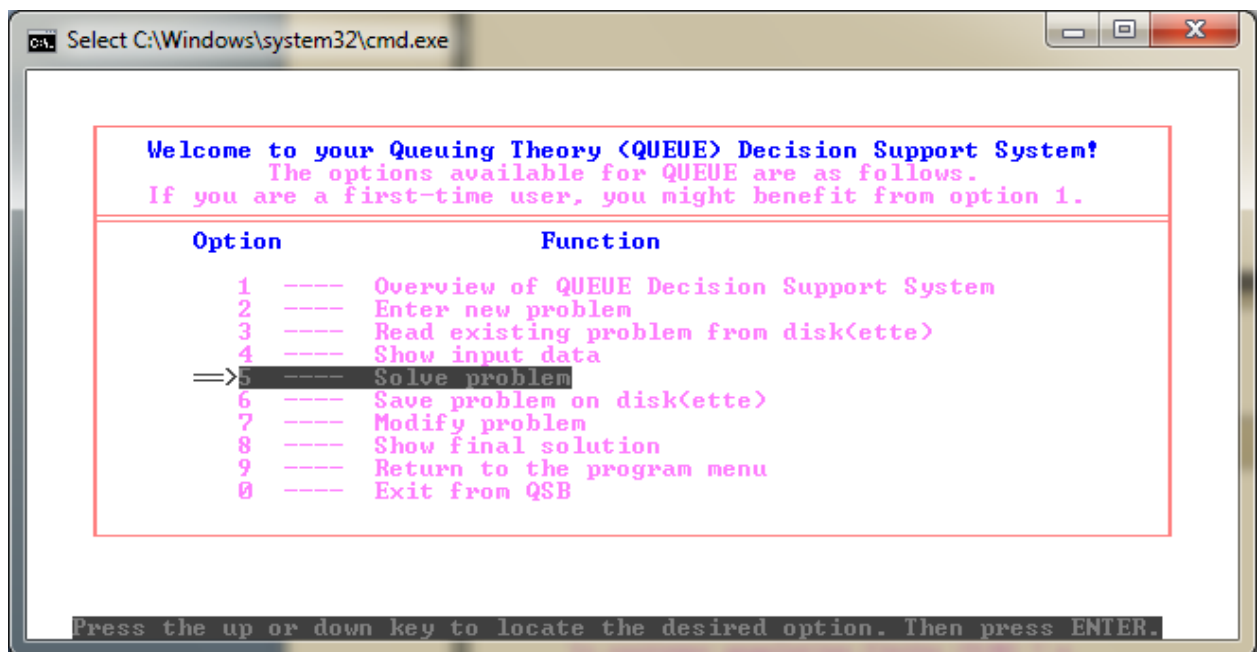 Select C:\Windows\system32\cmd.exe
Welcome to your Queuing Theory (QUEUE) Decision Support System!
The options available for QUEUE are as follows.
If you are a first-time user, you might benefit from option 1.
Option Function
1 ---- Overview of QUEUE Decision Support System
2 ---- Enter new problem
3 ---- Read existing problem from disk(ette)
4 ---- Show input data
==>5 ---- Solve problem
6 ---- Save problem on disk(ette)
7 ---- Modify problem
8 ---- Show final solution
9 ---- Return to the program menu
0 ---- Exit from QSB
Press the up or down key to locate the desired option. Then press ENTER.